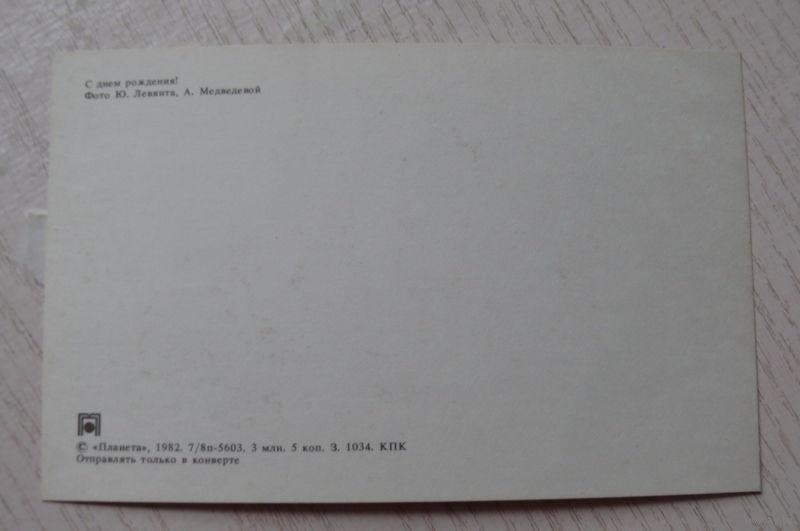 С днем рождения!
Фото Ю. Левянта, А. Медведевой
© «Планета», 1982. 7/8п-5603. 3 млн. 5 коп. З. 1034. КПК
Отправлять только в конверте